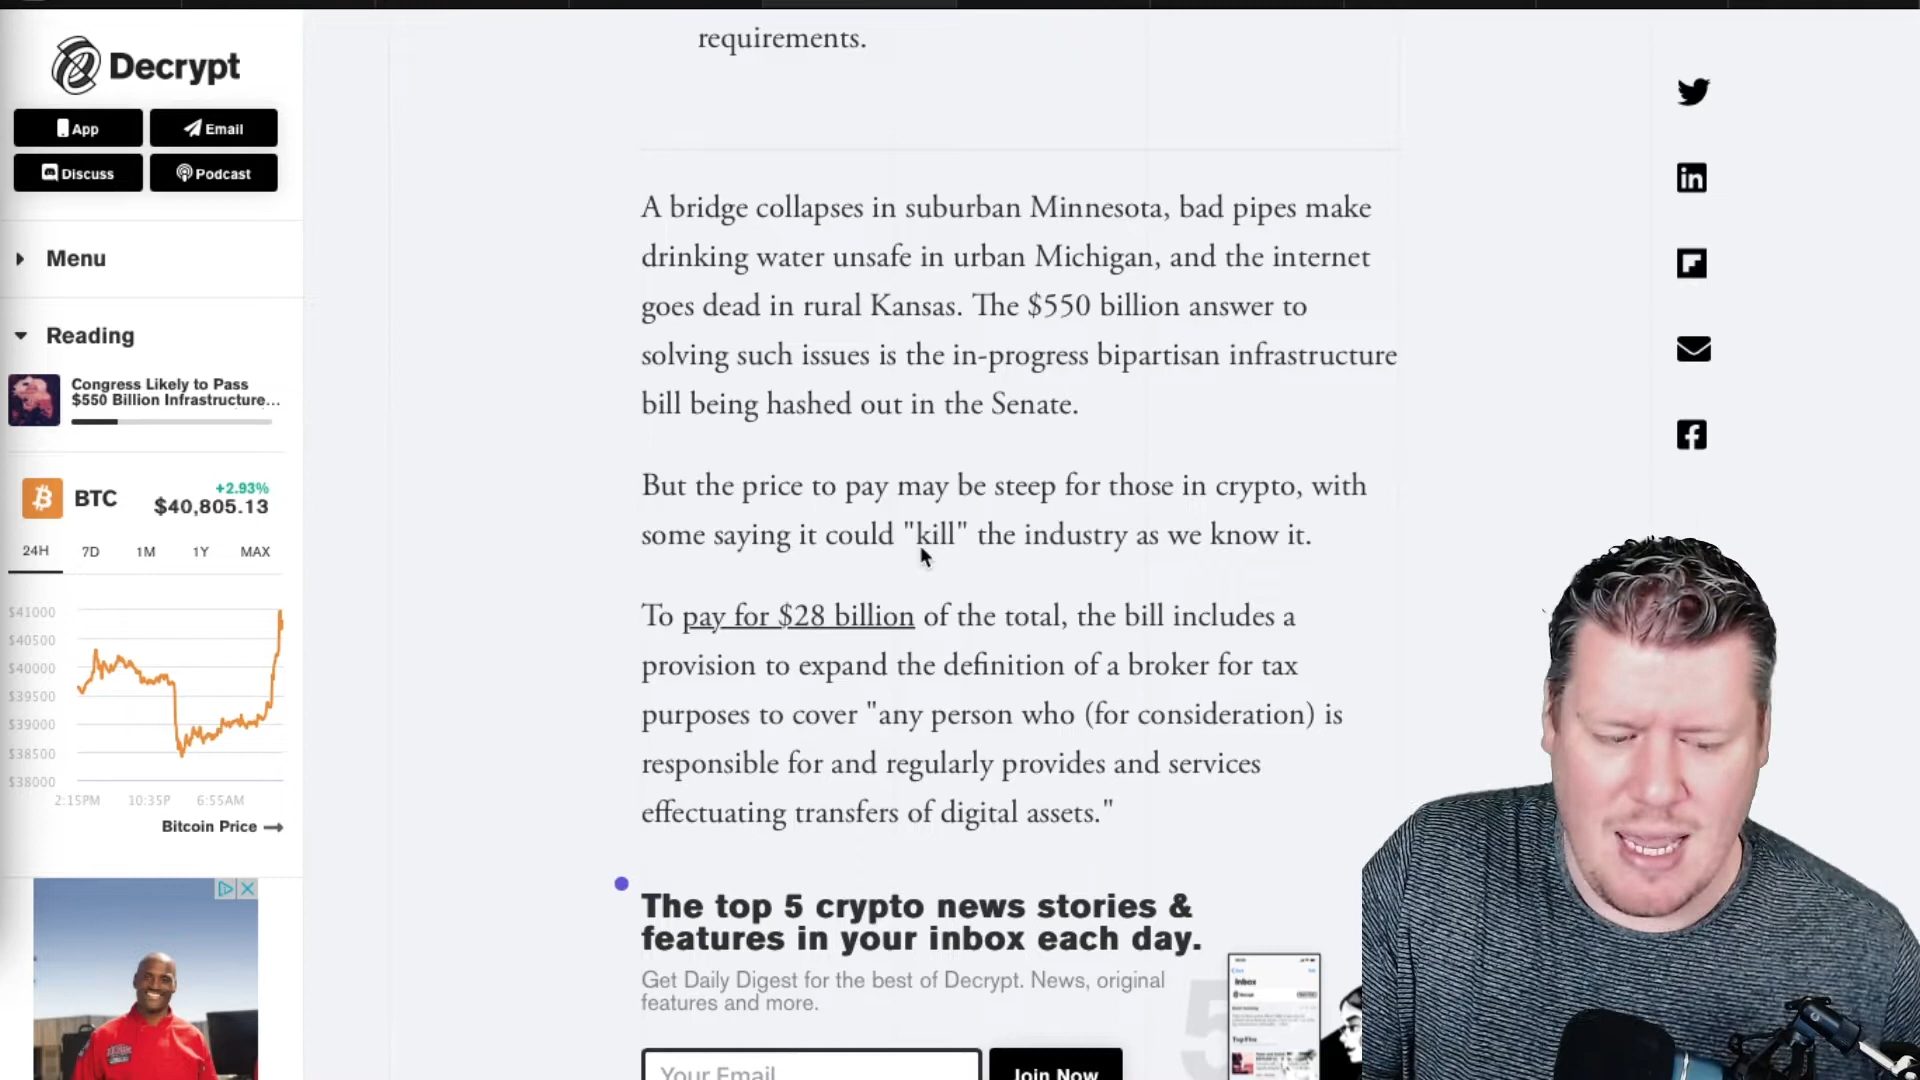 Decrypt
App
Email
Discuss
Podcast
Menu
Reading
Congress Likely to Pass
$550 Billion Infrastructure...
BTC
+2.93%
$40,805.13
24H
7D
1M
1Y
MAX
$41000
$40500
$40000
$39500
$39000
$38500
$38000
2:15PM
10:35P
6:55AM
Bitcoin Price →
requirements.
A bridge collapses in suburban Minnesota, bad pipes make
drinking water unsafe in urban Michigan, and the internet
goes dead in rural Kansas. The $550 billion answer to
solving such issues is the in-progress bipartisan infrastructure
bill being hashed out in the Senate.
But the price to pay may be steep for those in crypto, with
some saying it could "kill" the industry as we know it.
To pay for $28 billion of the total, the bill includes a
provision to expand the definition of a broker for tax
purposes to cover "any person who (for consideration) is
responsible for and regularly provides and services
effectuating transfers of digital assets."
The top 5 crypto news stories &
features in your inbox each day.
Get Daily Digest for the best of Decrypt. News, original
features and more.
Your Email
Join Now
5
Inbox